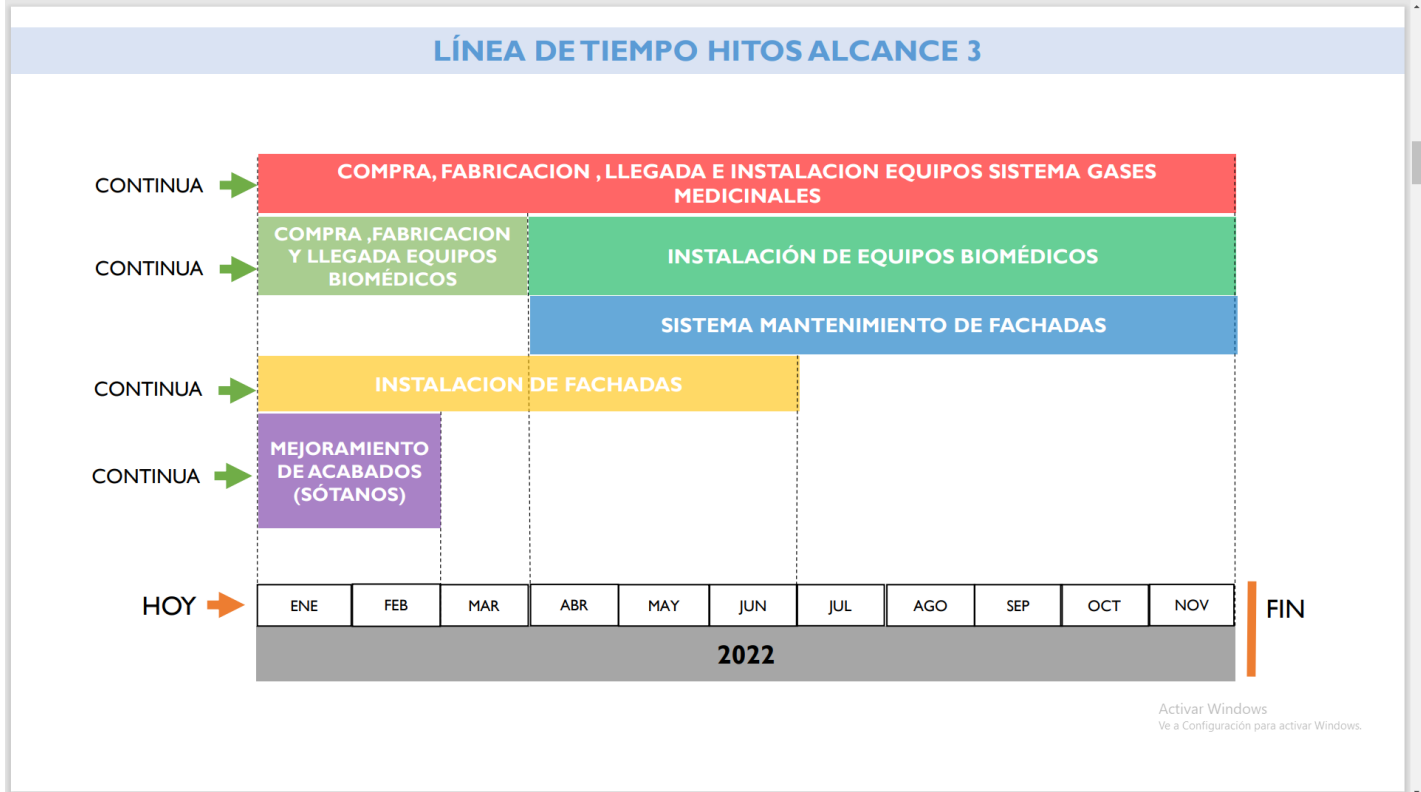 LÍNEA DE TIEMPO HITOS ALCANCE 3
CONTINUA
COMPRA, FABRICACION , LLEGADA E INSTALACION EQUIPOS SISTEMA GASES
MEDICINALES
CONTINUA
COMPRA ,FABRICACION
Y LLEGADA EQUIPOS
BIOMÉDICOS
INSTALACIÓN DE EQUIPOS BIOMÉDICOS
SISTEMA MANTENIMIENTO DE FACHADAS
CONTINUA
INSTALACION DE FACHADAS
CONTINUA
MEJORAMIENTO
DE ACABADOS
(SÓTANOS)
HOY
ENE FEB MAR ABR MAY JUN JUL AGO SEP OCT NOV
FIN
2022
Activar Windows
Ve a Configuración para activar Windows.